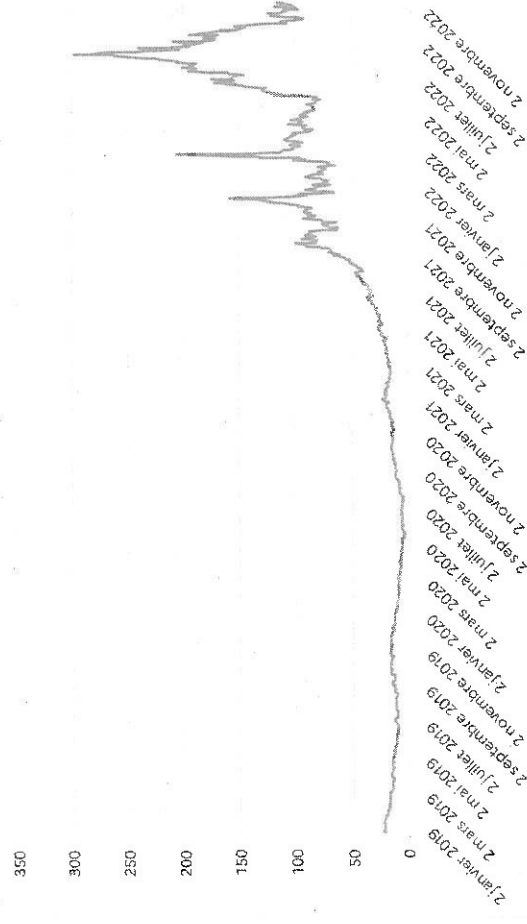 350
300
250
200
150
100
50
0
2 janvier 2019
2 mars 2019
2 mai 2019
2 juillet 2019
2 septembre 2019
2 novembre 2019
2 janvier 2020
2 mars 2020
2 mai 2020
2 juillet 2020
2 septembre 2020
2 novembre 2020
2 janvier 2021
2 mars 2021
2 mai 2021
2 juillet 2021
2 septembre 2021
2 novembre 2021
2 janvier 2022
2 mars 2022
2 mai 2022
2 juillet 2022
2 septembre 2022
2 novembre 2022